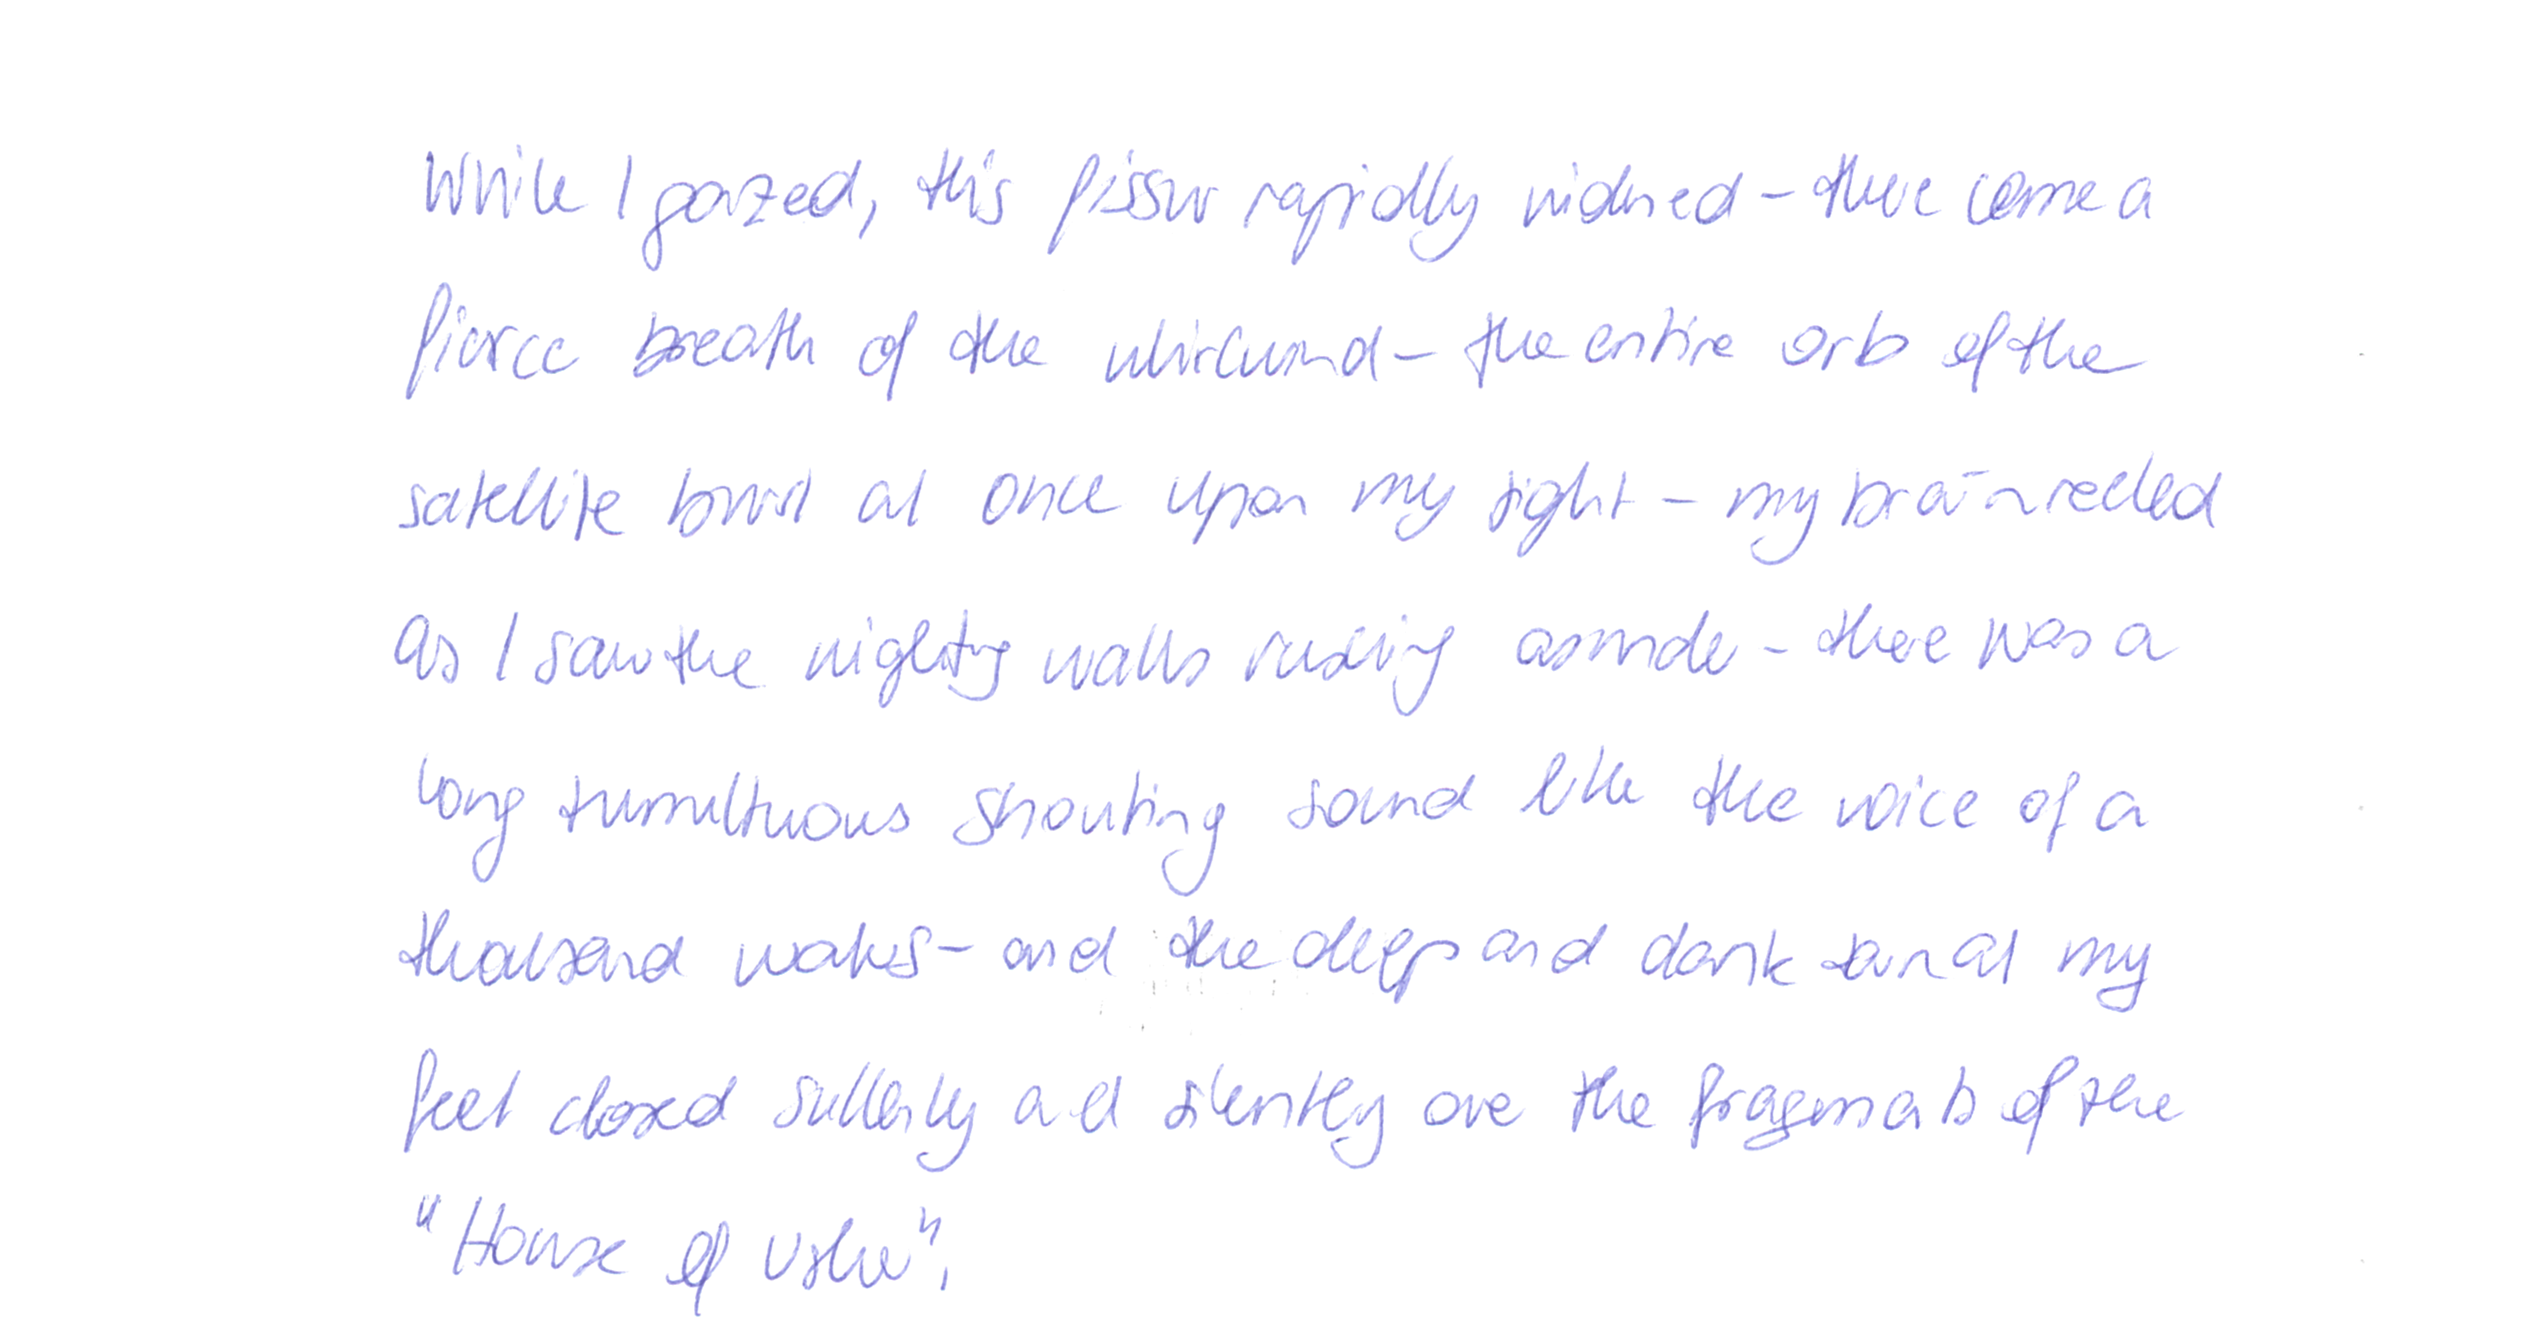 While I gazed, this fissure rapidly widened - there came a
fierce breath of the whirlwind - the entire orb of the
satellite burst at once upon my sight - my brain reeled
as I saw the mighty walls rushing asunder - there was a
long tumultuous shouting sound like the voice of a
thousand waters - and the deep and dank tarn at my
feet closed sullenly and silently over the fragments of the
"House of Usher".